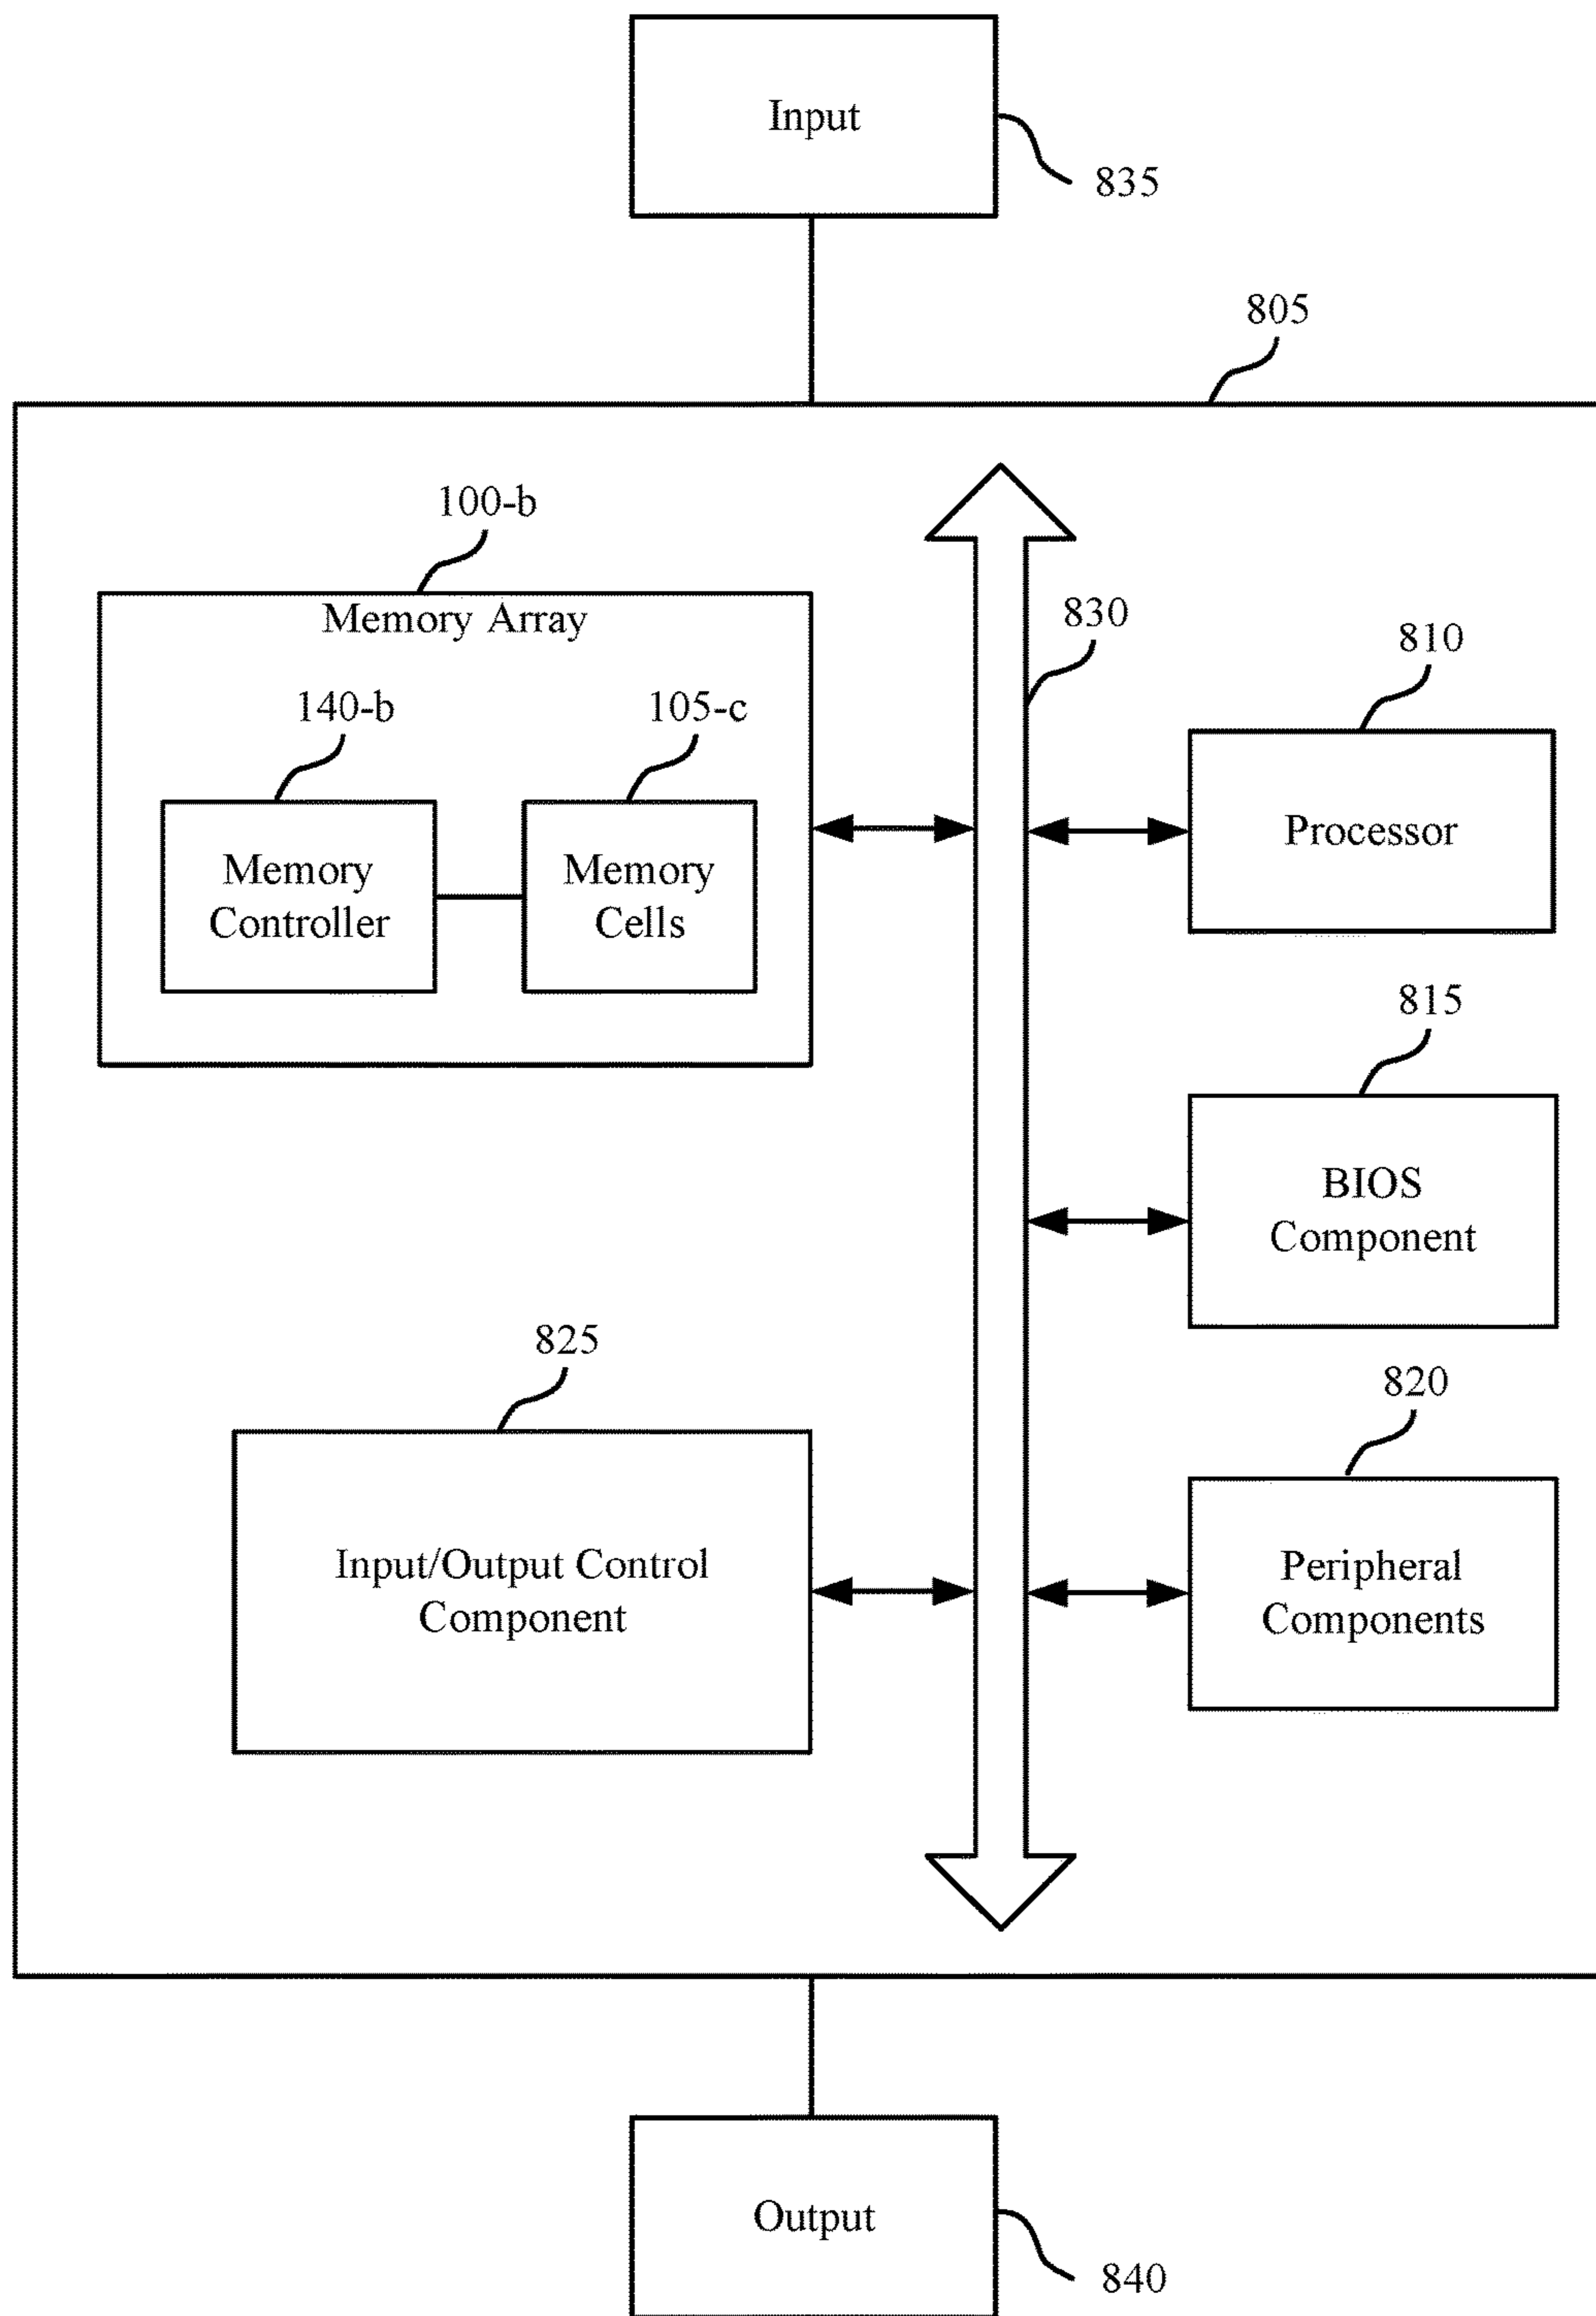 Input
835
805
100-b
Memory Array
830
810
140-b
105-c
Processor
Memory
Controller
Memory
Cells
815
BIOS
Component
825
820
Input/Output Control
Component
Peripheral
Components
Output
840